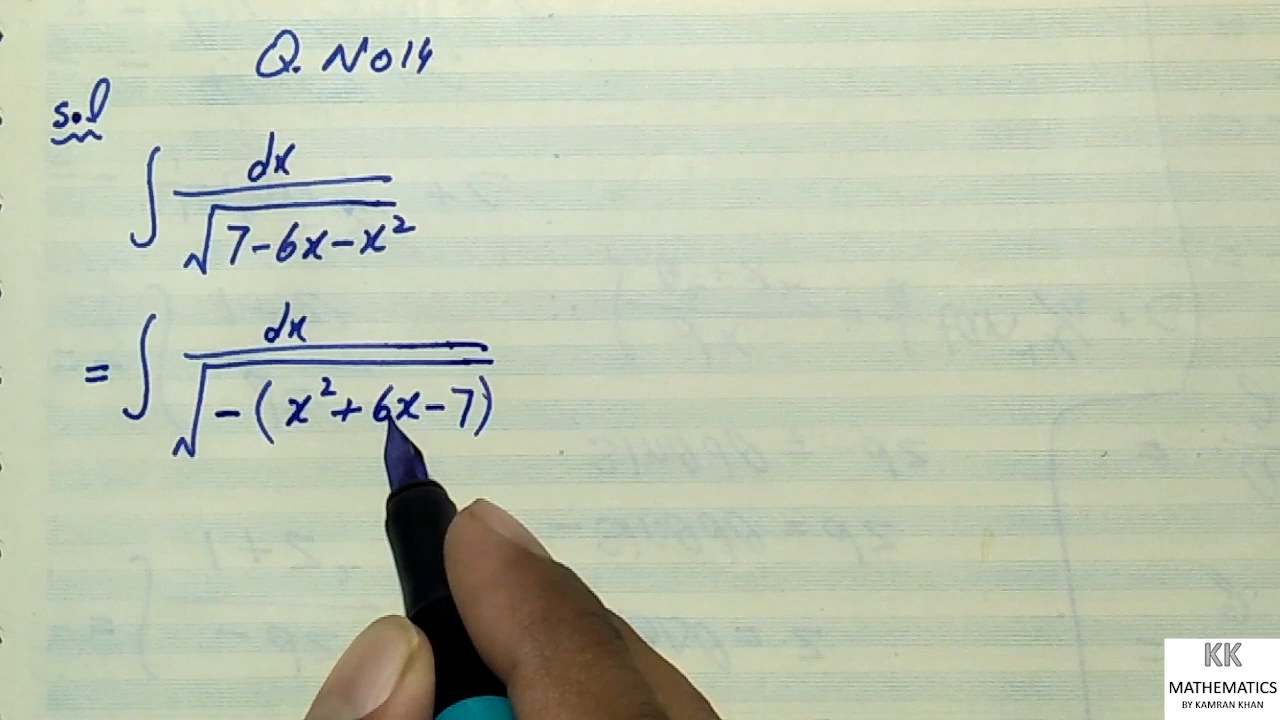 Q. No 14
sol
∫ dx / √(7-6x-x²)
= ∫ dx / √(-(x²+6x-7))
KK
MATHEMATICS
BY KAMRAN KHAN